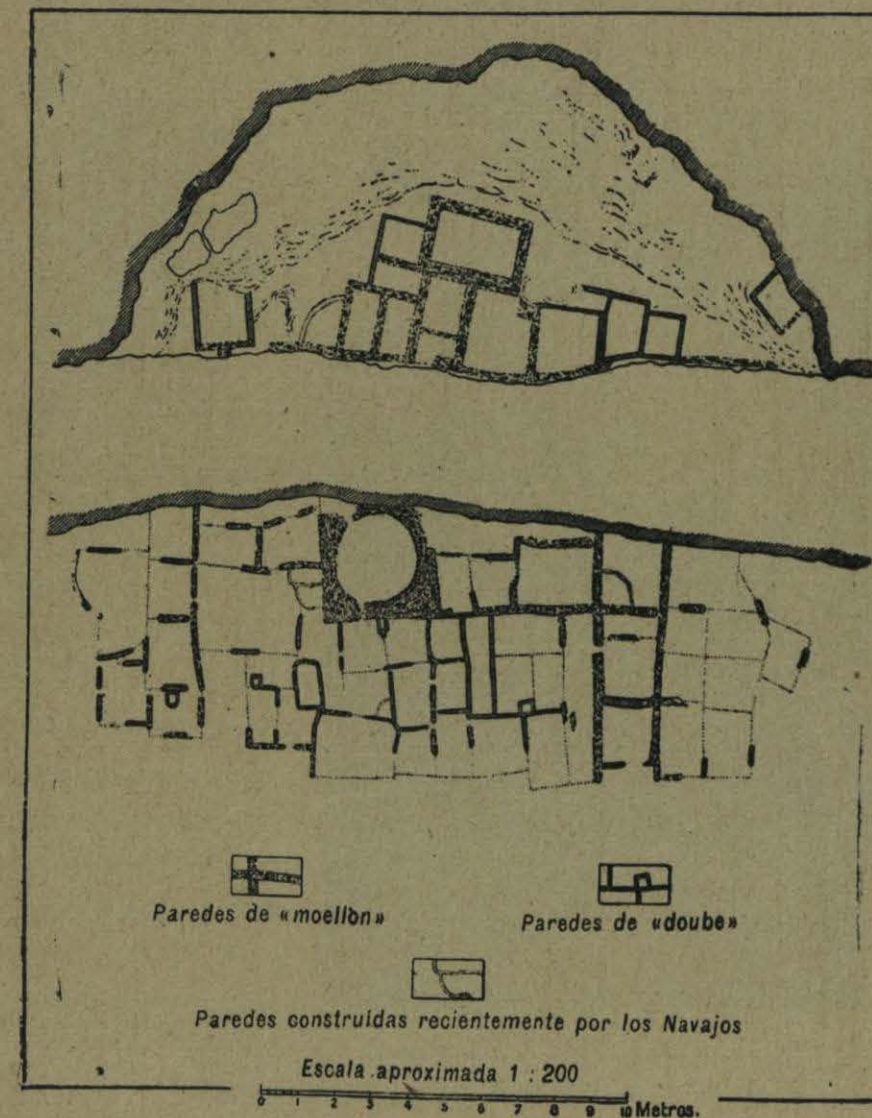 Paredes de «moellòn»
Paredes de «doube»
Paredes construidas recientemente por los Navajos
Escala aproximada 1 : 200
0 1 2 3 4 5 6 7 8 9 10 Metros.